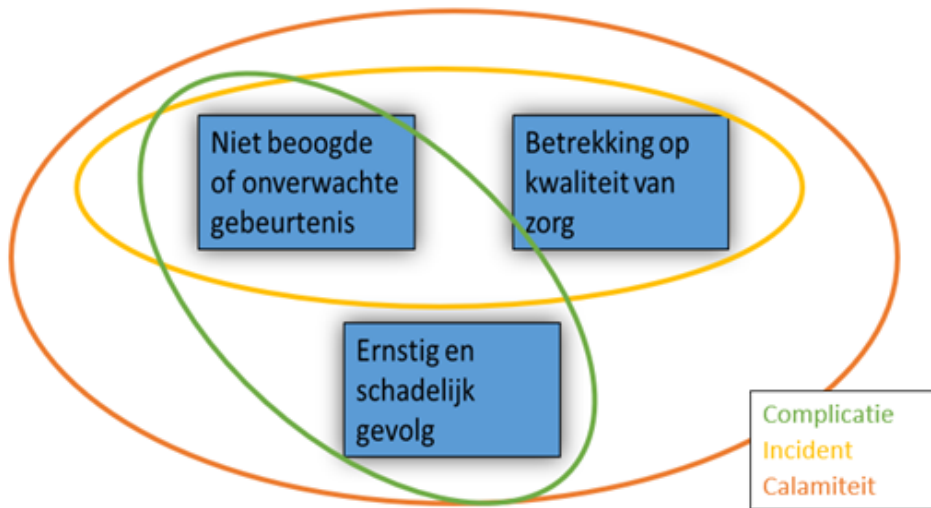 Niet beoogde
of onverwachte
gebeurtenis
Betrekking op
kwaliteit van
zorg
Ernstig en
schadelijk
gevolg
Complicatie
Incident
Calamiteit